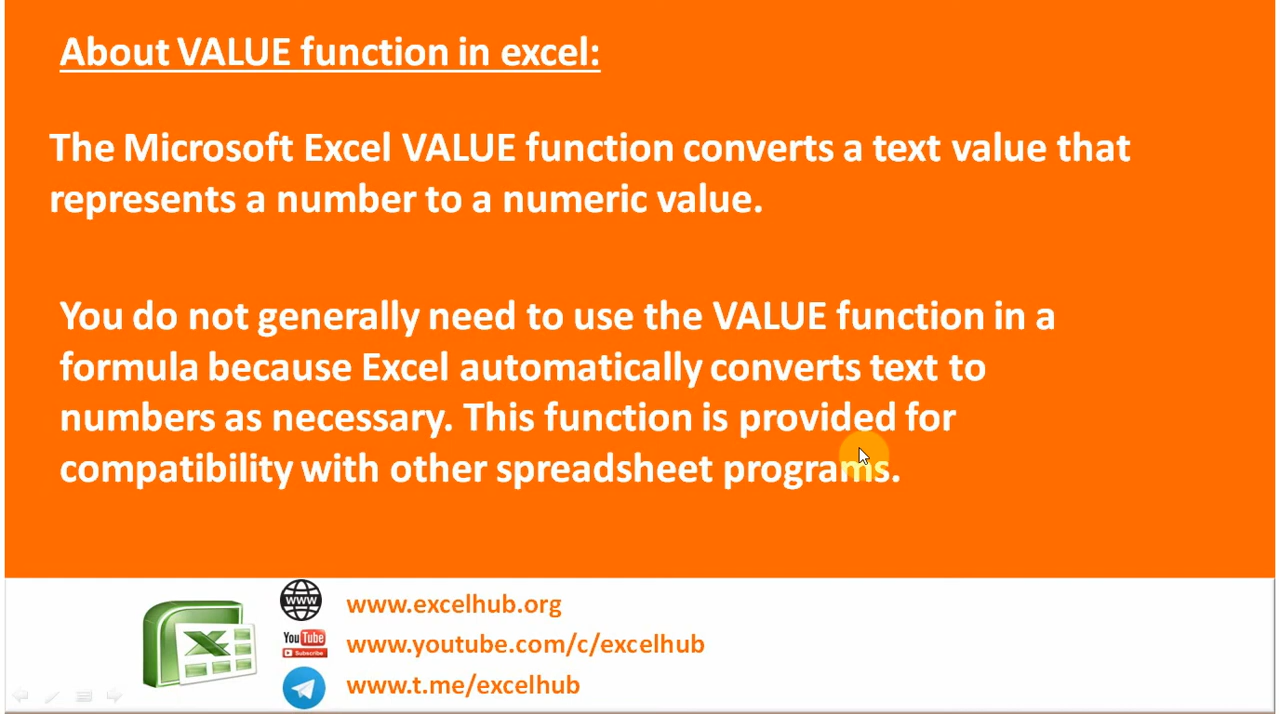 About VALUE function in excel:
The Microsoft Excel VALUE function converts a text value that
represents a number to a numeric value.
You do not generally need to use the VALUE function in a
formula because Excel automatically converts text to
numbers as necessary. This function is provided for
compatibility with other spreadsheet programs.
WWW
www.excelhub.org
You Tube
Subscribe
www.youtube.com/c/excelhub
www.t.me/excelhub